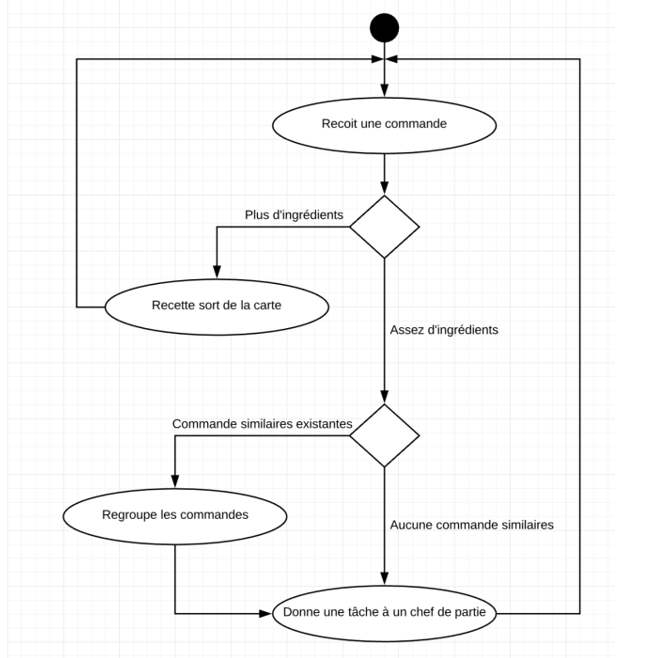 Recoit une commande
Plus d'ingrédients
Recette sort de la carte
Assez d'ingrédients
Commande similaires existantes
Regroupe les commandes
Aucune commande similaires
Donne une tâche à un chef de partie